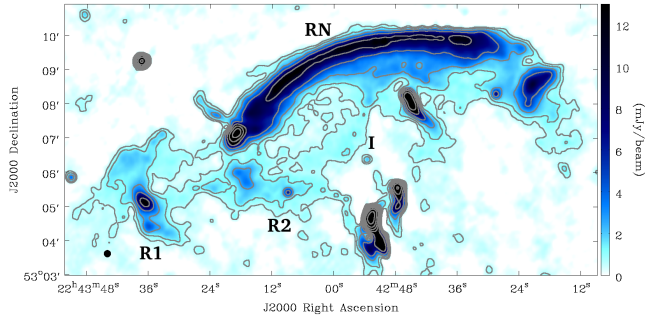 RN
I
R2
R1
10′
09′
08′
07′
06′
05′
04′
53°03′
J2000 Declination
22ʰ43ᵐ48ˢ
36ˢ
24ˢ
12ˢ
00ˢ
42ᵐ48ˢ
36ˢ
24ˢ
12ˢ
J2000 Right Ascension
12
10
8
6
4
2
0
(mJy/beam)